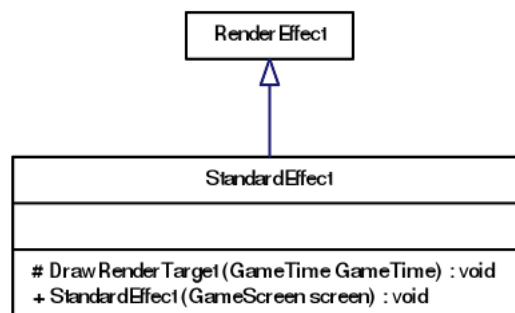 RenderEffect
StandardEffect
# DrawRenderTarget(GameTime GameTime) : void
+ StandardEffect(GameScreen screen) : void